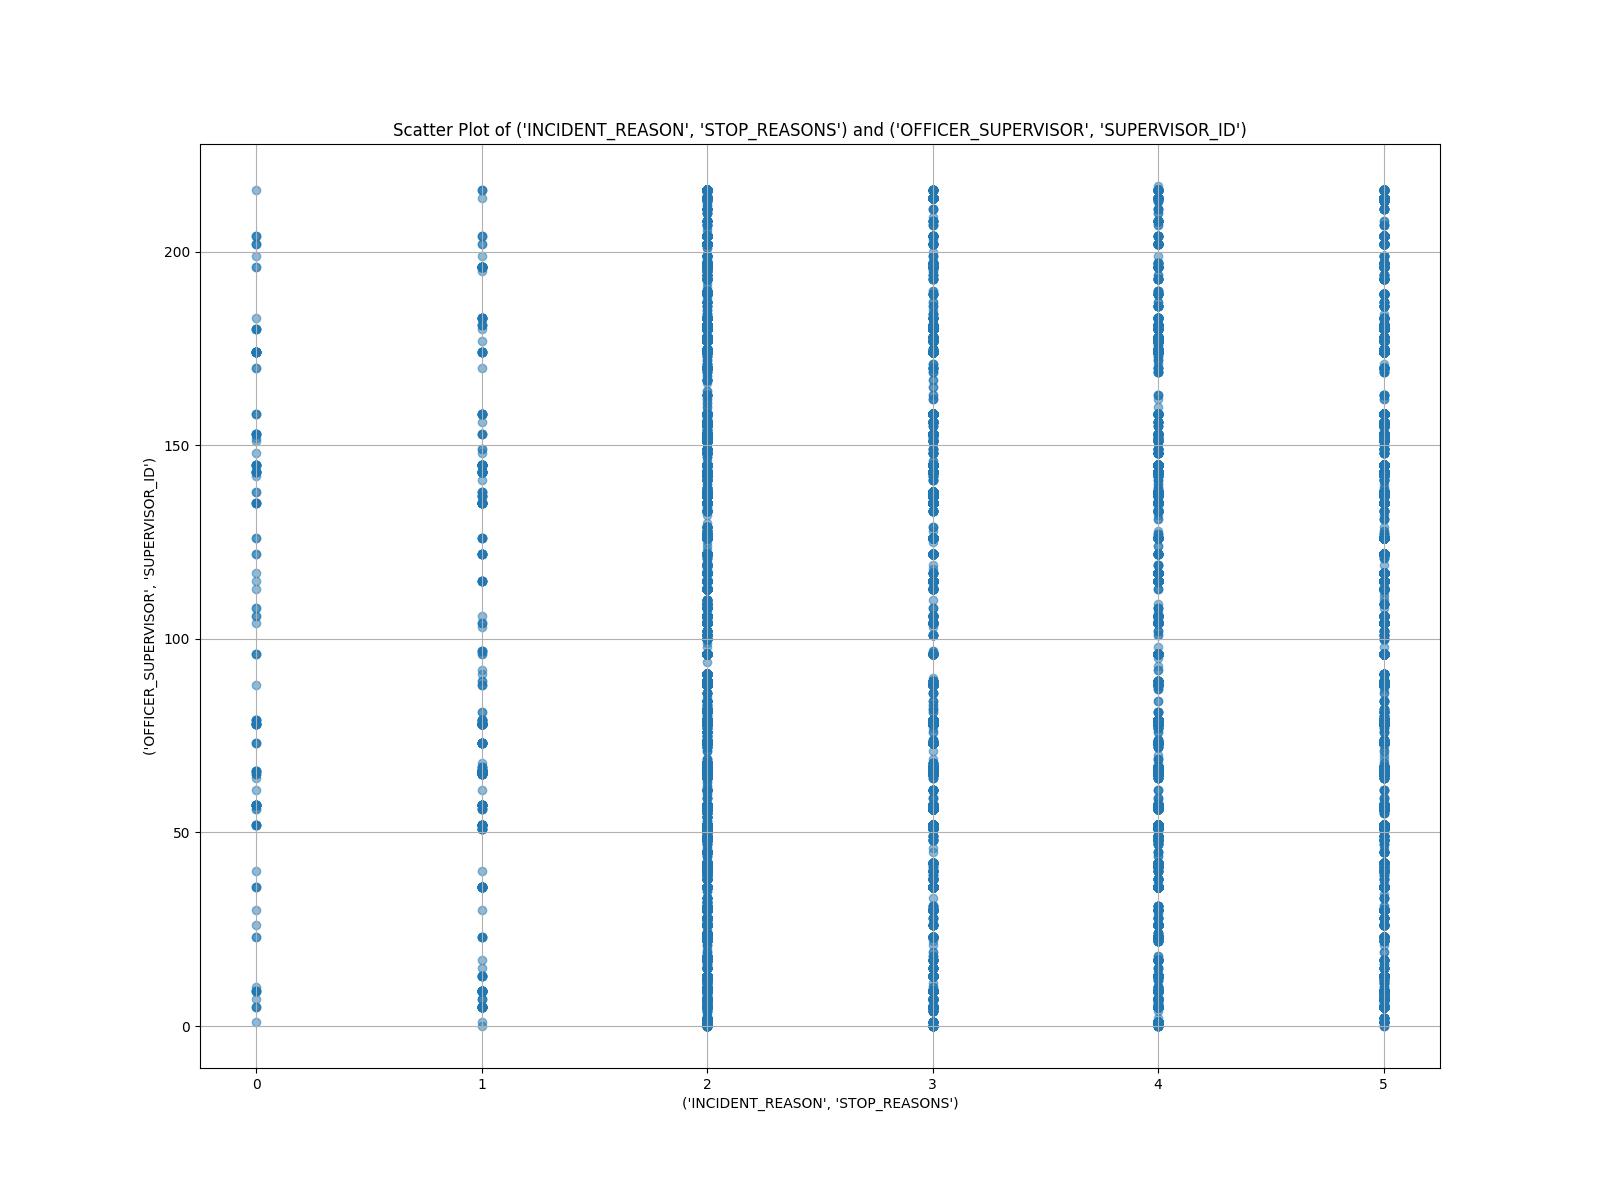 Scatter Plot of ('INCIDENT_REASON', 'STOP_REASONS') and ('OFFICER_SUPERVISOR', 'SUPERVISOR_ID')
200
150
100
50
0
('OFFICER_SUPERVISOR', 'SUPERVISOR_ID')
0 1 2 3 4 5
('INCIDENT_REASON', 'STOP_REASONS')